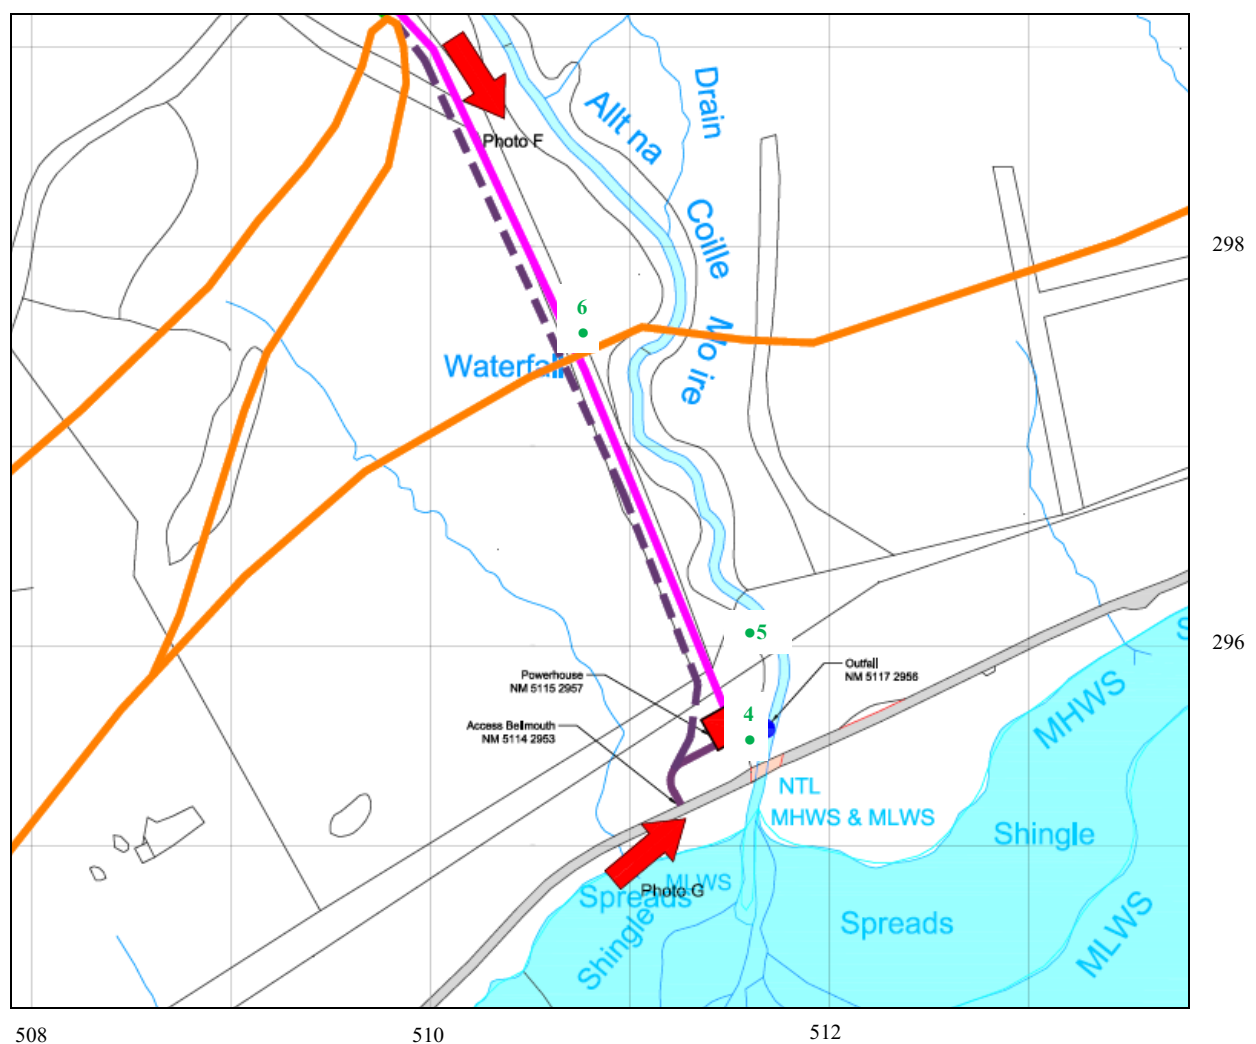 Drain
Allt na
Photo F
Coille
298
6
Mo ire
Waterfall
5
296
Powerhouse
NM 5115 2957
Outfall
NM 5117 2956
MHWS
S
4
Access Bellmouth
NM 5114 2953
NTL
MHWS & MLWS
Shingle
MLWS
Photo G
Spreads
Shingle
Spreads
MLWS
508
510
512